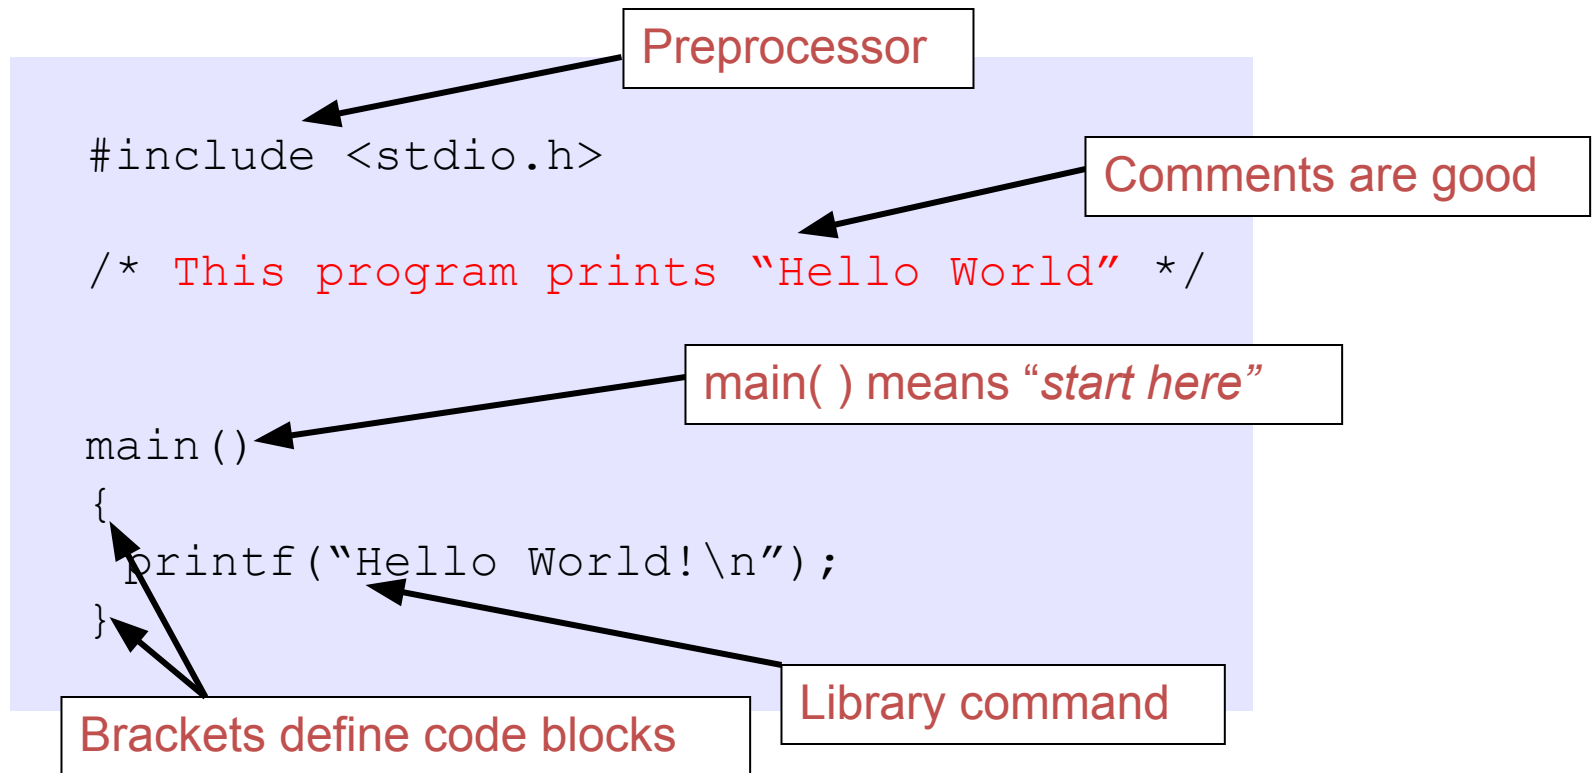 Preprocessor
#include <stdio.h>
Comments are good
/* This program prints “Hello World” */
main( ) means “start here”
main()
{
printf(“Hello World!\n”);
}
Library command
Brackets define code blocks